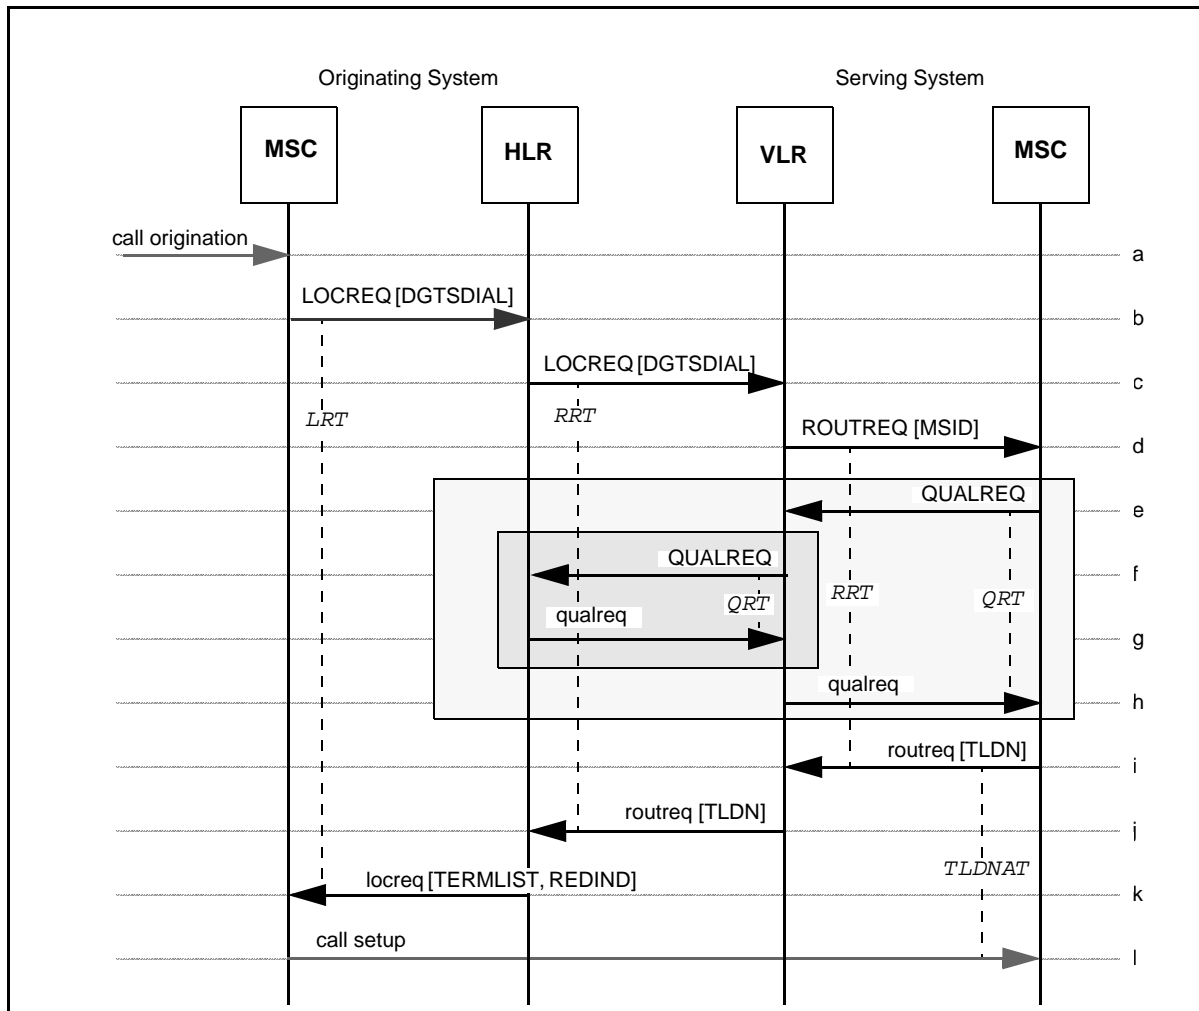 Originating System
Serving System
MSC
HLR
VLR
MSC
call origination
a
LOCREQ [DGTSDIAL]
b
LOCREQ [DGTSDIAL]
c
LRT
RRT
ROUTREQ [MSID]
d
QUALREQ
e
QUALREQ
f
QRT
RRT
QRT
qualreq
g
qualreq
h
routreq [TLDN]
i
routreq [TLDN]
j
TLDNAT
locreq [TERMLIST, REDIND]
k
call setup
l